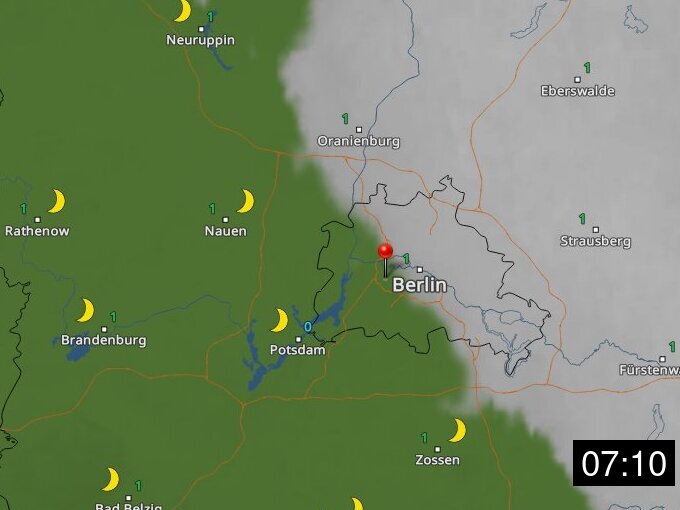 1
Neuruppin
1
Eberswalde
1
Oranienburg
1
Rathenow
1
Nauen
1
Strausberg
1
Berlin
0
Potsdam
1
Brandenburg
1
Fürstenwa
1
Zossen
07:10
1
Bad Belzig